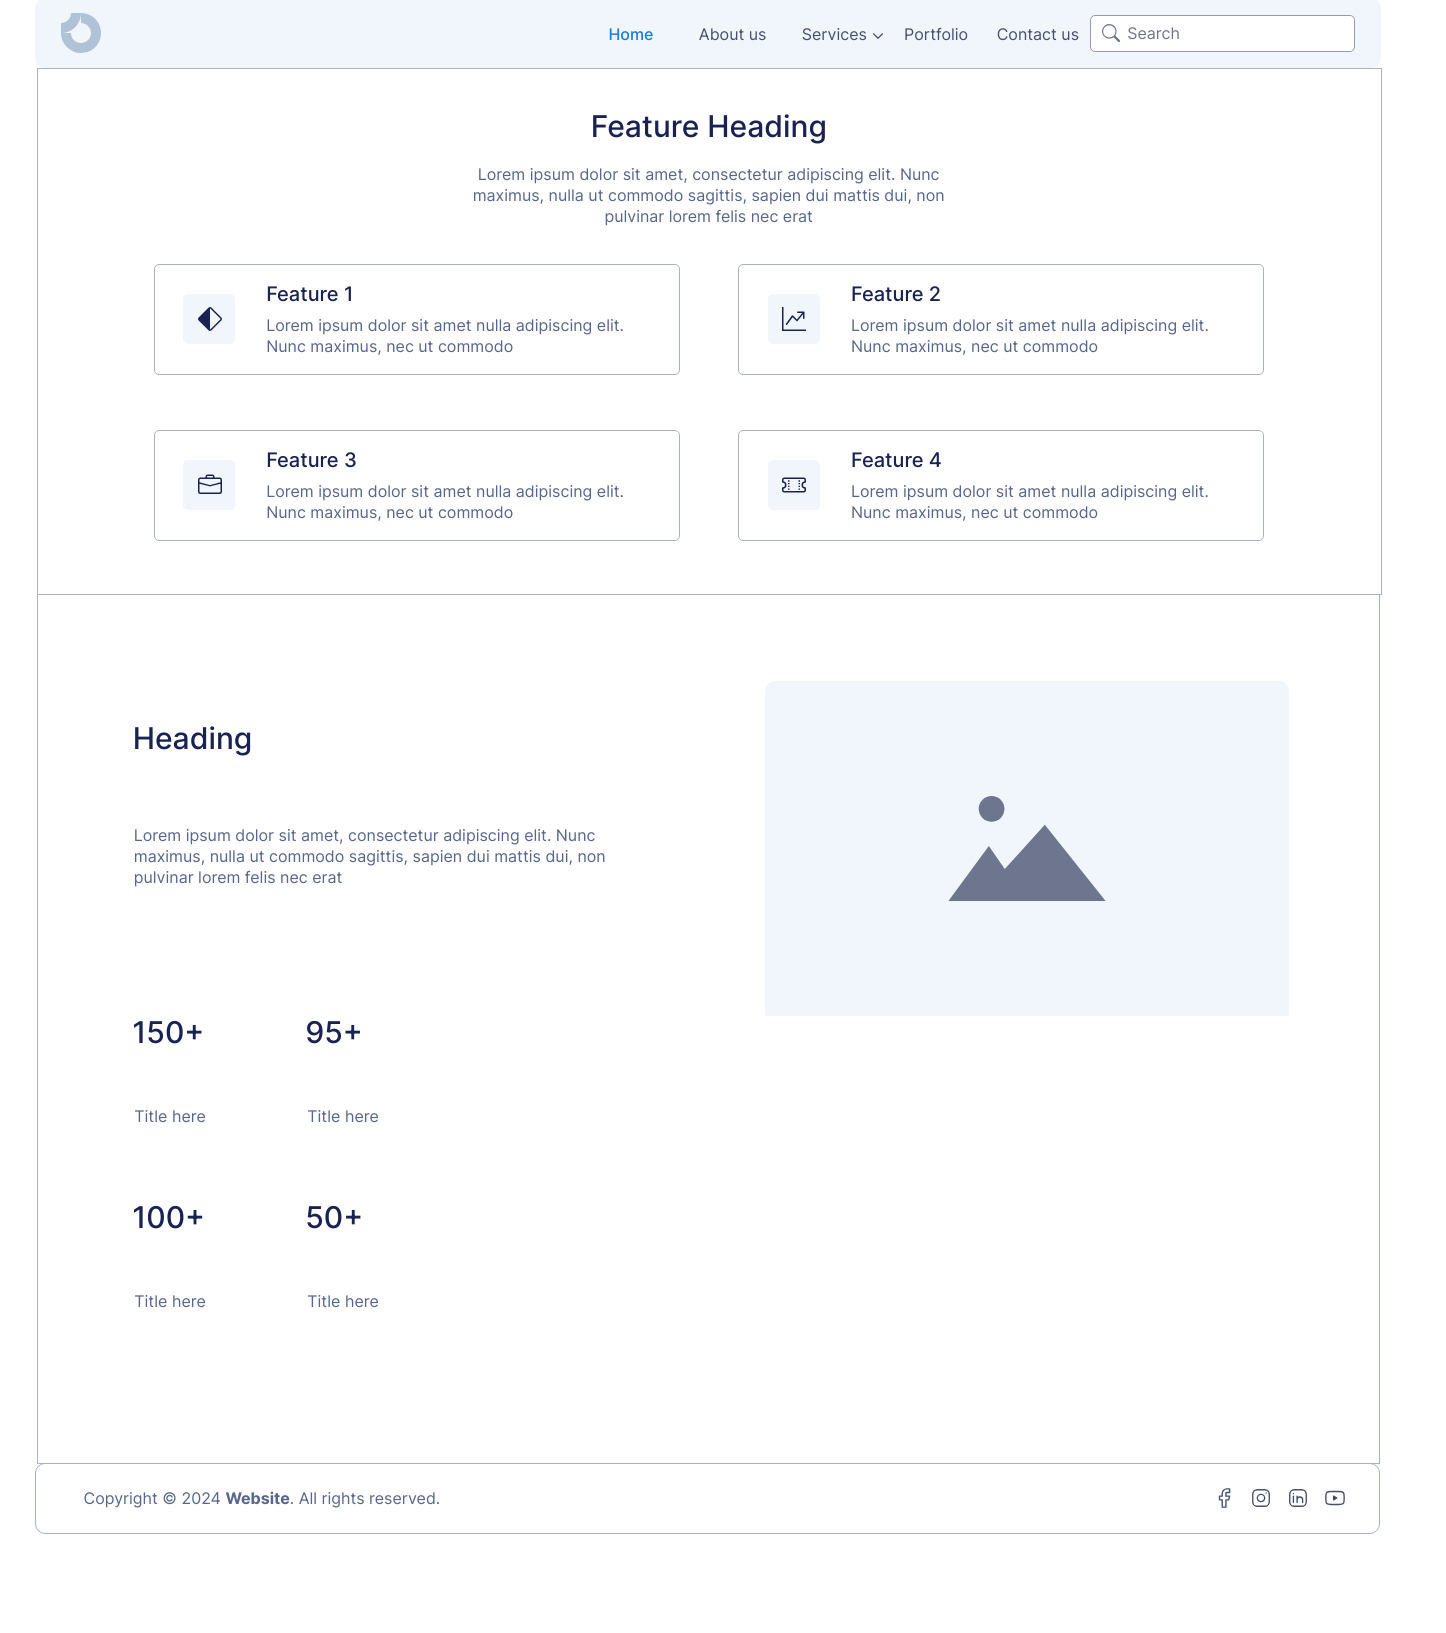 Home About us Services Portfolio Contact us Search
Feature Heading
Lorem ipsum dolor sit amet, consectetur adipiscing elit. Nunc
maximus, nulla ut commodo sagittis, sapien dui mattis dui, non
pulvinar lorem felis nec erat
Feature 1
Lorem ipsum dolor sit amet nulla adipiscing elit.
Nunc maximus, nec ut commodo
Feature 2
Lorem ipsum dolor sit amet nulla adipiscing elit.
Nunc maximus, nec ut commodo
Feature 3
Lorem ipsum dolor sit amet nulla adipiscing elit.
Nunc maximus, nec ut commodo
Feature 4
Lorem ipsum dolor sit amet nulla adipiscing elit.
Nunc maximus, nec ut commodo
Heading
Lorem ipsum dolor sit amet, consectetur adipiscing elit. Nunc
maximus, nulla ut commodo sagittis, sapien dui mattis dui, non
pulvinar lorem felis nec erat
150+ 95+
Title here Title here
100+ 50+
Title here Title here
Copyright © 2024 Website. All rights reserved.